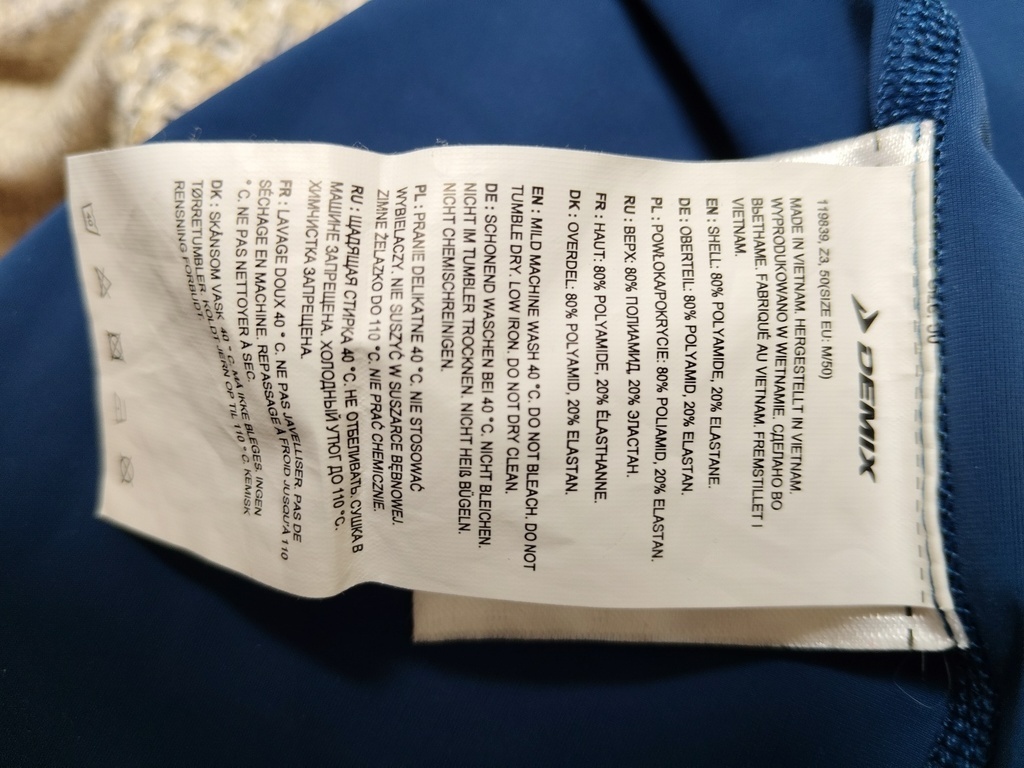 DEMIX
119839, Z3, 50(SIZE EU: M/50)
MADE IN VIETNAM. HERGESTELLT IN VIETNAM.
WYPRODUKOWANO W WIETNAMIE. СДЕЛАНО ВО
ВЬЕТНАМЕ. FABRIQUÉ AU VIETNAM. FREMSTILLET I
VIETNAM.
EN : SHELL: 80% POLYAMIDE, 20% ELASTANE.
DE : OBERTEIL: 80% POLYAMID, 20% ELASTAN.
PL : POWŁOKA/POKRYCIE: 80% POLIAMID, 20% ELASTAN.
RU : ВЕРХ: 80% ПОЛИАМИД, 20% ЭЛАСТАН.
FR : HAUT: 80% POLYAMIDE, 20% ÉLASTHANNE.
DK : OVERDEL: 80% POLYAMID, 20% ELASTAN.
EN : MILD MACHINE WASH 40 °C. DO NOT BLEACH. DO NOT
TUMBLE DRY. LOW IRON. DO NOT DRY CLEAN.
DE : SCHONEND WASCHEN BEI 40 °C. NICHT BLEICHEN.
NICHT IM TUMBLER TROCKNEN. NICHT HEIß BÜGELN.
NICHT CHEMISCHREINIGEN.
PL : PRANIE DELIKATNE 40 °C. NIE STOSOWAĆ
WYBIELACZY. NIE SUSZYĆ W SUSZARCE BĘBNOWEJ.
ZIMNE ŻELAZKO DO 110 °C. NIE PRAĆ CHEMICZNIE.
RU : ЩАДЯЩАЯ СТИРКА 40 °C. НЕ ОТБЕЛИВАТЬ. СУШКА В
МАШИНЕ ЗАПРЕЩЕНА. ХОЛОДНЫЙ УТЮГ ДО 110 °C.
ХИМЧИСТКА ЗАПРЕЩЕНА.
FR : LAVAGE DOUX 40 ° C. NE PAS JAVELLISER. PAS DE
SÉCHAGE EN MACHINE. REPASSAGE À FROID JUSQU'À 110
° C. NE PAS NETTOYER À SEC.
DK : SKÅNSOM VASK 40 ° C. MÅ IKKE BLEGES. INGEN
TØRRETUMBLER. KOLDT JERN OP TIL 110 ° C. KEMISK
RENSNING FORBUDT.
40